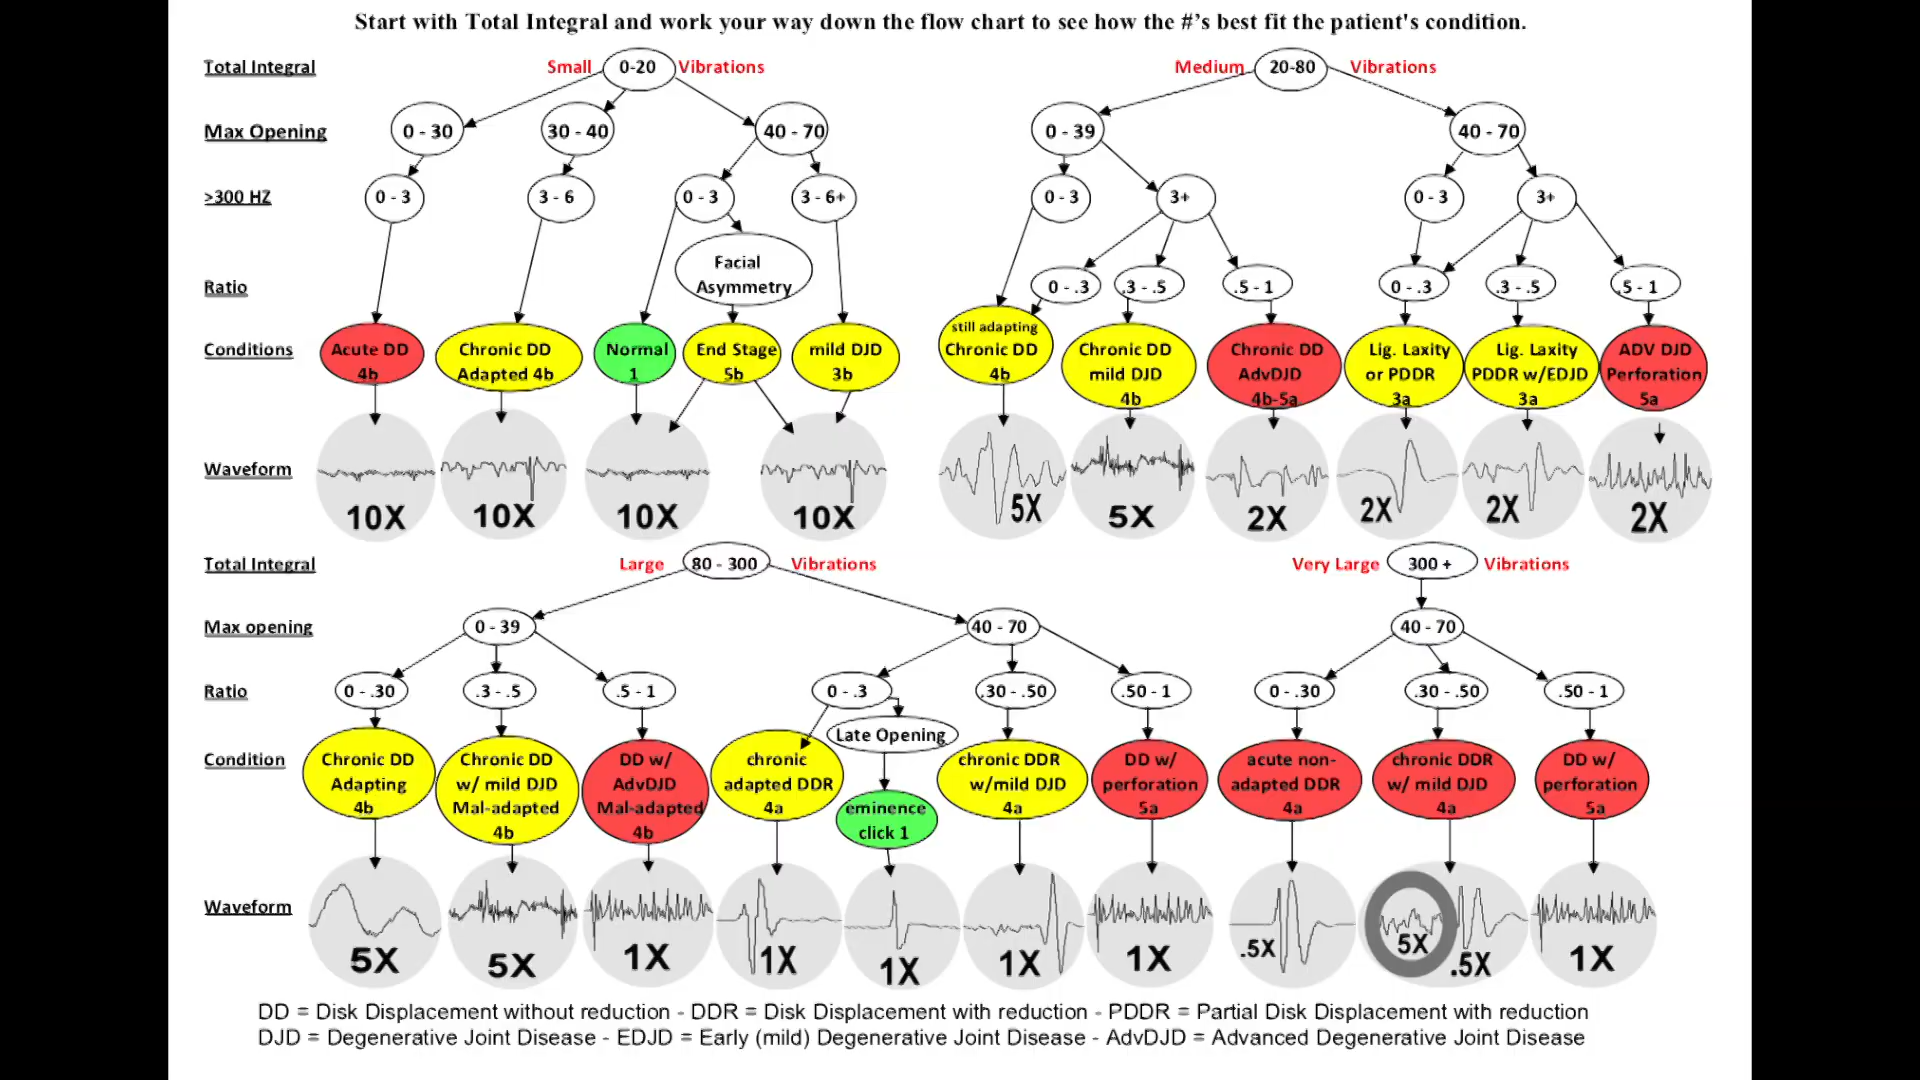 Start with Total Integral and work your way down the flow chart to see how the #’s best fit the patient's condition.
Total Integral
Small 0-20 Vibrations
Medium 20-80 Vibrations
Max Opening
0 - 30
30 - 40
40 - 70
0 - 39
40 - 70
>300 HZ
0 - 3
3 - 6
0 - 3
3 - 6+
0 - 3
3+
0 - 3
3+
Facial
Asymmetry
Ratio
0 - .3
.3 - .5
.5 - 1
0 - .3
.3 - .5
.5 - 1
Conditions
Acute DD
4b
Chronic DD
Adapted 4b
Normal
1
End Stage
5b
mild DJD
3b
still adapting
Chronic DD
4b
Chronic DD
mild DJD
4b
Chronic DD
AdvDJD
4b-5a
Lig. Laxity
or PDDR
3a
Lig. Laxity
PDDR w/EDJD
3a
ADV DJD
Perforation
5a
Waveform
10X
10X
10X
10X
5X
5X
2X
2X
2X
2X
Total Integral
Large 80 - 300 Vibrations
Very Large 300 + Vibrations
Max opening
0 - 39
40 - 70
40 - 70
Ratio
0 - .30
.3 - .5
.5 - 1
0 - .3
.30 - .50
.50 - 1
0 - .30
.30 - .50
.50 - 1
Late Opening
Condition
Chronic DD
Adapting
4b
Chronic DD
w/ mild DJD
Mal-adapted
4b
DD w/
AdvDJD
Mal-adapted
4b
chronic
adapted DDR
4a
eminence
click 1
chronic DDR
w/mild DJD
4a
DD w/
perforation
5a
acute non-
adapted DDR
4a
chronic DDR
w/ mild DJD
4a
DD w/
perforation
5a
Waveform
5X
5X
1X
1X
1X
1X
1X
.5X
5X
.5X
1X
DD = Disk Displacement without reduction - DDR = Disk Displacement with reduction - PDDR = Partial Disk Displacement with reduction
DJD = Degenerative Joint Disease - EDJD = Early (mild) Degenerative Joint Disease - AdvDJD = Advanced Degenerative Joint Disease